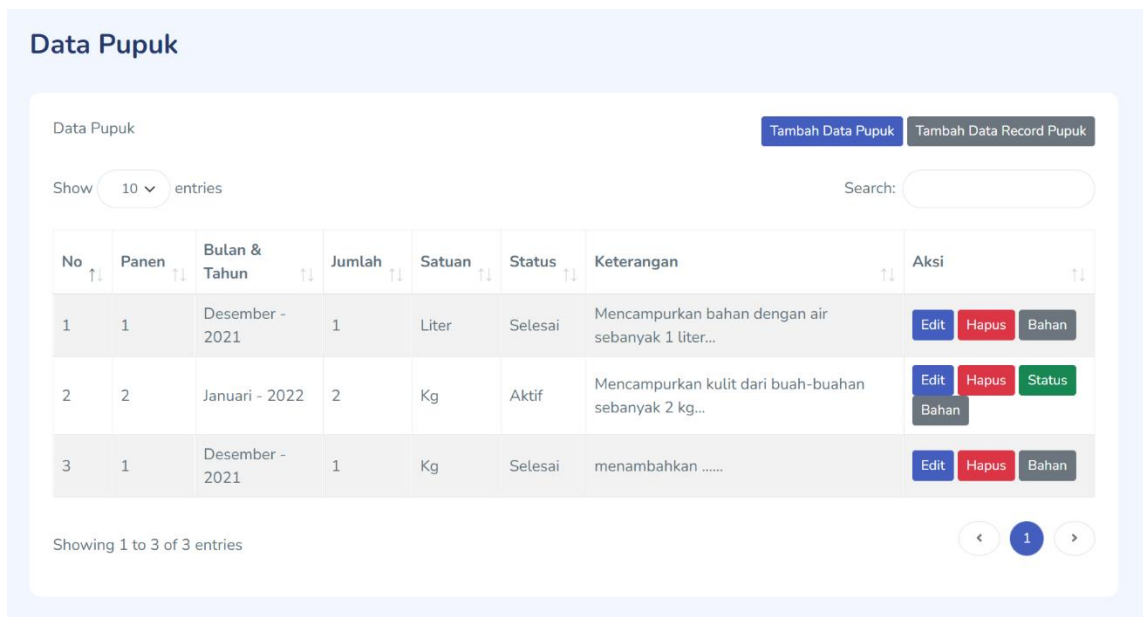 Data Pupuk
Data Pupuk
Tambah Data Pupuk
Tambah Data Record Pupuk
Show 10 entries
Search:
No Panen Bulan & Tahun Jumlah Satuan Status Keterangan Aksi
1 1 Desember - 2021 1 Liter Selesai Mencampurkan bahan dengan air sebanyak 1 liter... Edit Hapus Bahan
2 2 Januari - 2022 2 Kg Aktif Mencampurkan kulit dari buah-buahan sebanyak 2 kg... Edit Hapus Status Bahan
3 1 Desember - 2021 1 Kg Selesai menambahkan ...... Edit Hapus Bahan
Showing 1 to 3 of 3 entries
1